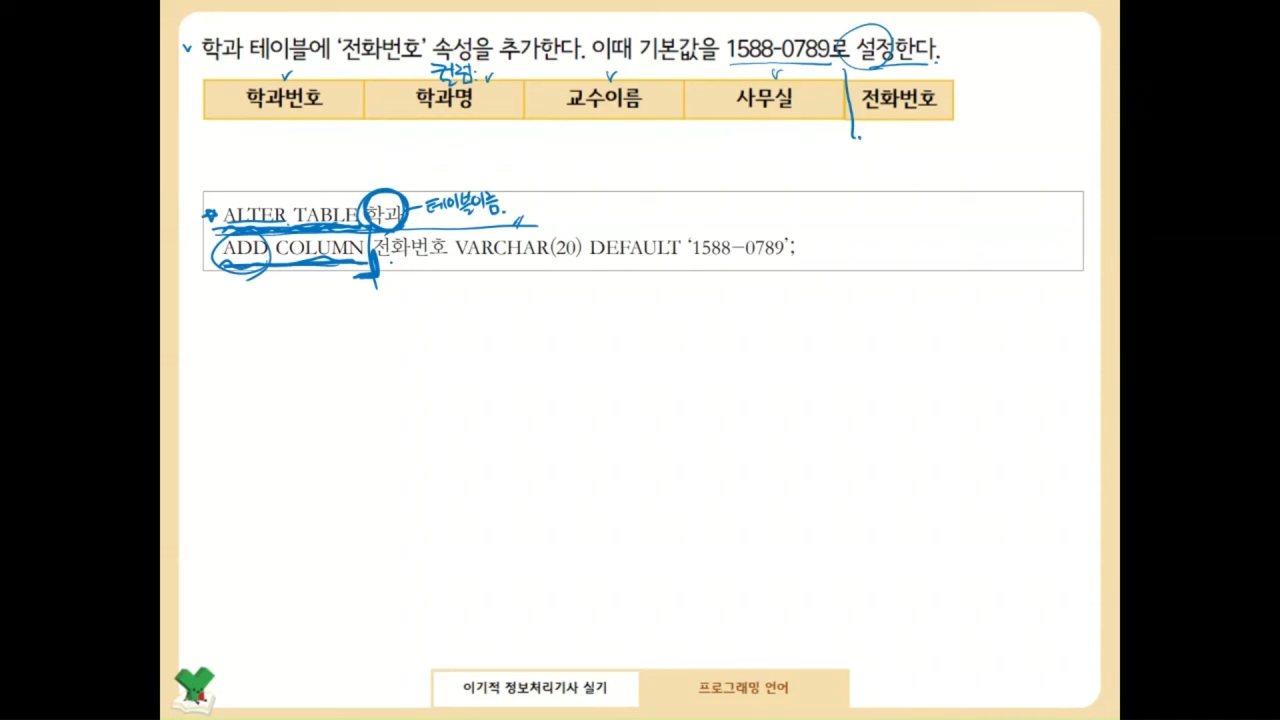 학과 테이블에 '전화번호' 속성을 추가한다. 이때 기본값을 1588-0789로 설정한다.
컬럼:
학과번호 학과명 교수이름 사무실 전화번호
ALTER TABLE 학과 테이블이름.
ADD COLUMN 전화번호 VARCHAR(20) DEFAULT '1588-0789';
이기적 정보처리기사 실기 프로그래밍 언어